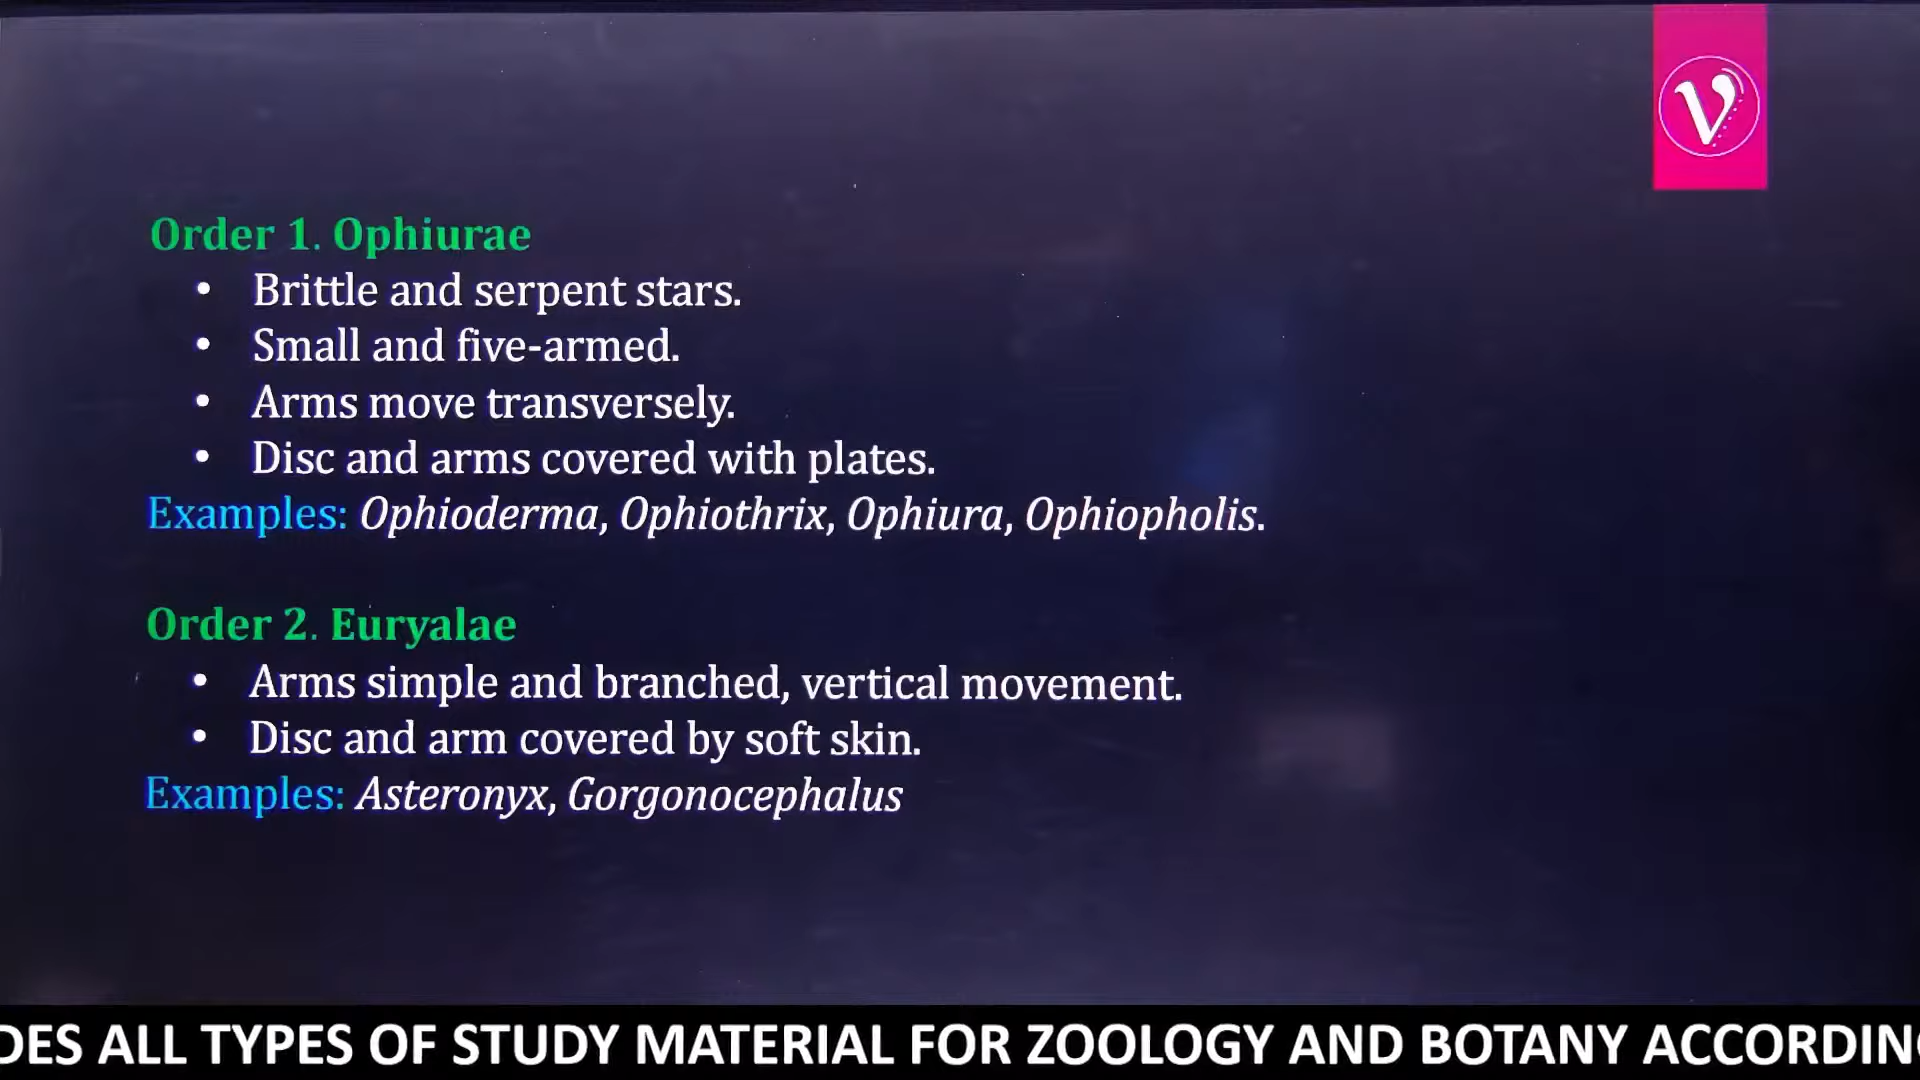 Order 1. Ophiurae
• Brittle and serpent stars.
• Small and five-armed.
• Arms move transversely.
• Disc and arms covered with plates.
Examples: Ophioderma, Ophiothrix, Ophiura, Ophiopholis.
Order 2. Euryalae
• Arms simple and branched, vertical movement.
• Disc and arm covered by soft skin.
Examples: Asteronyx, Gorgonocephalus
DES ALL TYPES OF STUDY MATERIAL FOR ZOOLOGY AND BOTANY ACCORDING